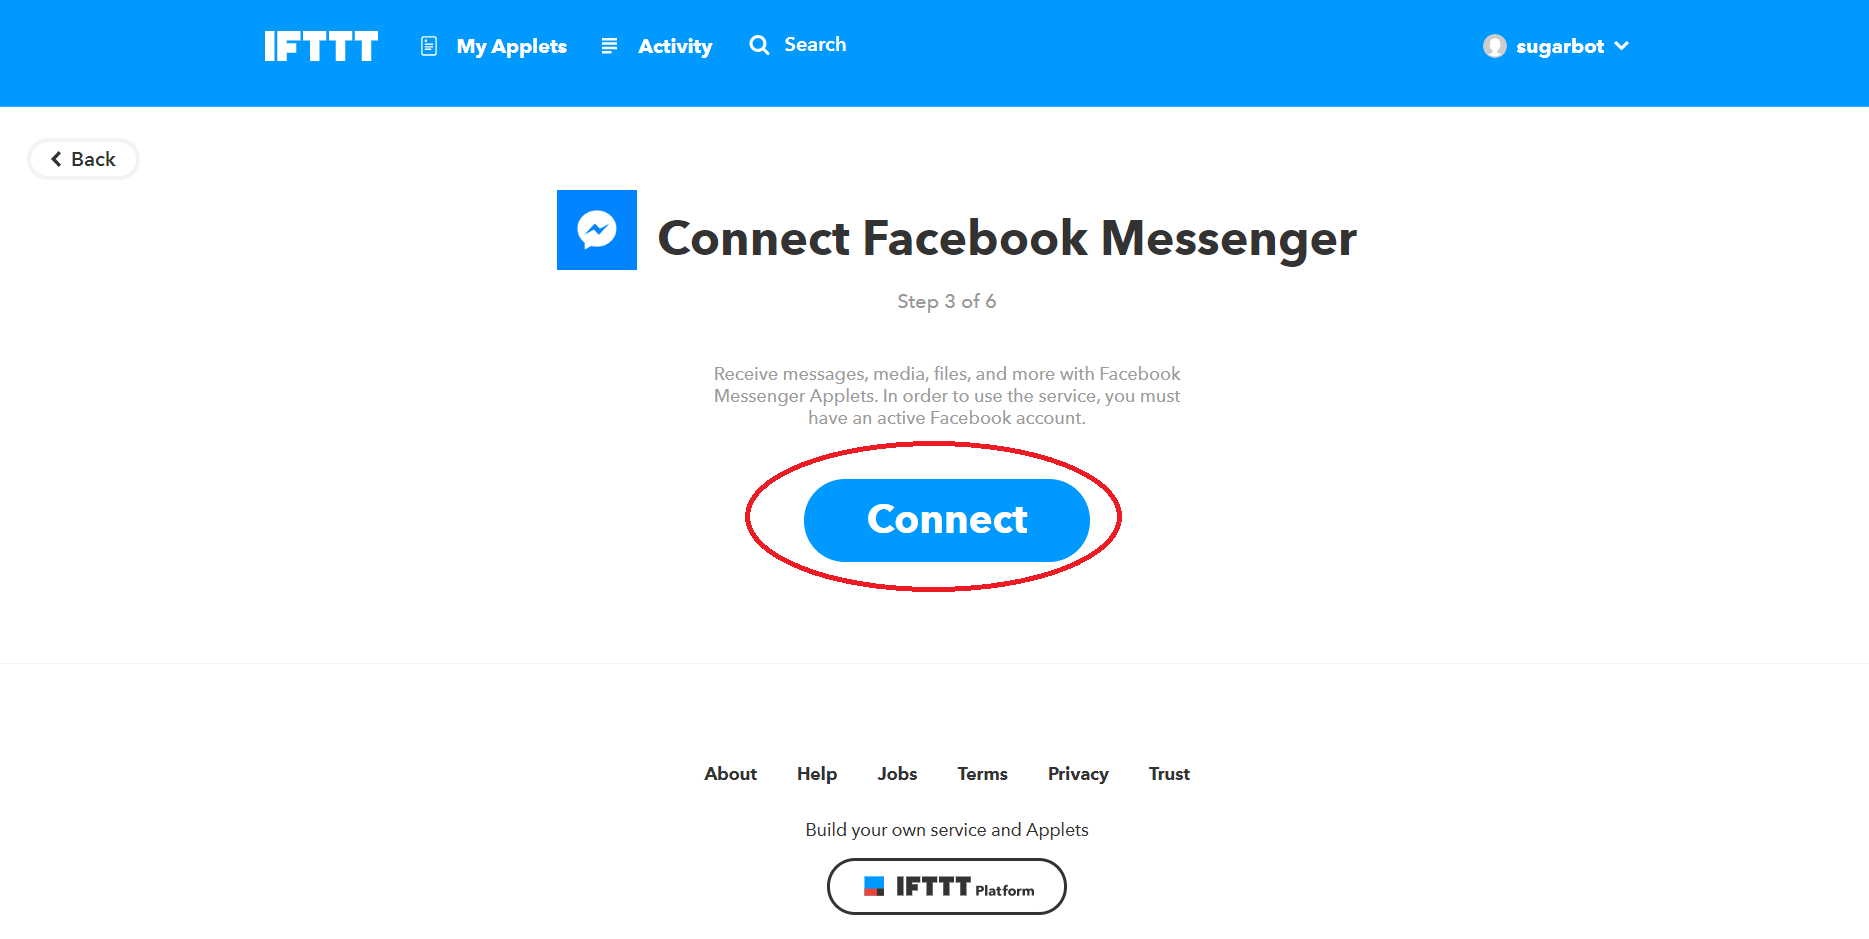 IFTTT My Applets Activity Search sugarbot
Back
Connect Facebook Messenger
Step 3 of 6
Receive messages, media, files, and more with Facebook
Messenger Applets. In order to use the service, you must
have an active Facebook account.
Connect
About Help Jobs Terms Privacy Trust
Build your own service and Applets
IFTTT Platform